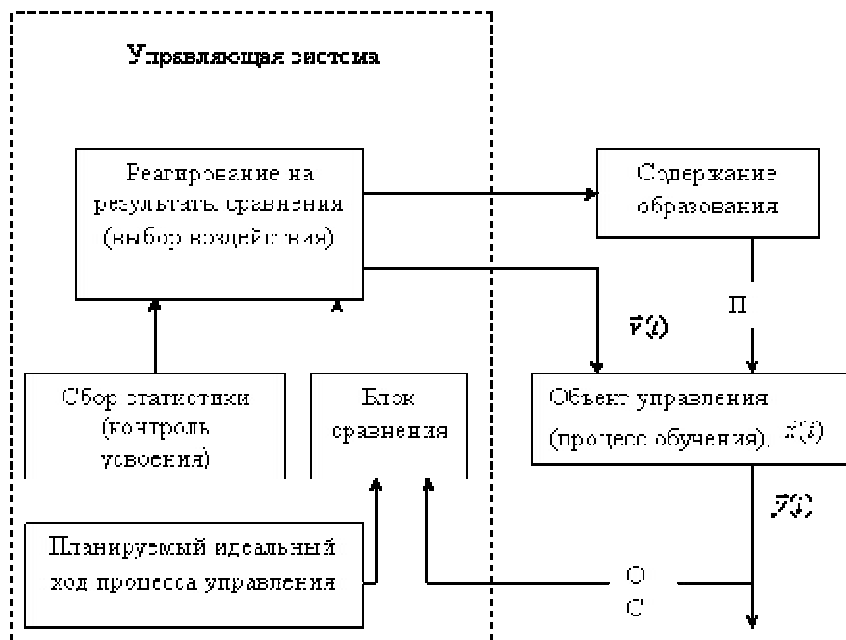 Управляющая система
Реагирование на
результаты сравнения
(выбор воздействия)
Содержание
образования
П
v(i)
Сбор статистики
(контроль
усвоения)
Блок
сравнения
Объект управления
(процесс обучения),
Планируемый идеальный
ход процесса управления
О
С